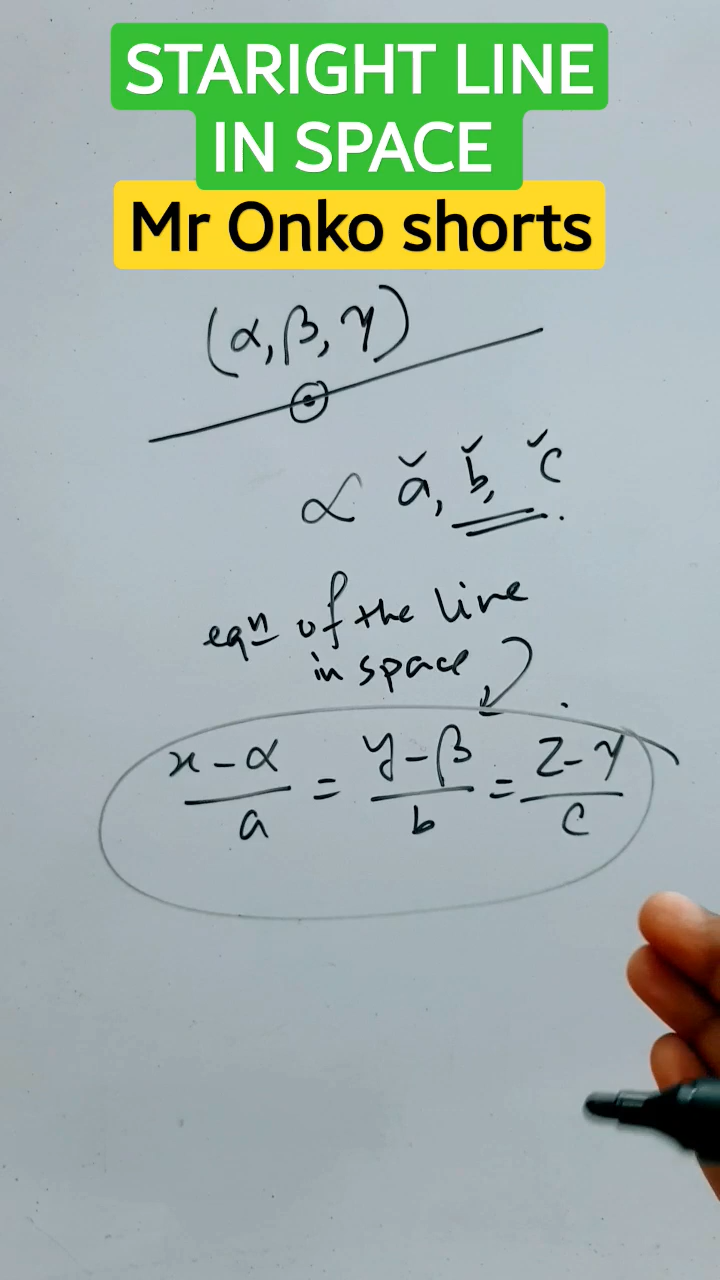 STARIGHT LINE
IN SPACE
Mr Onko shorts
(α, β, γ)
∝ a, b, c.
eqn of the line
in space
x-α/a = y-β/b = z-γ/c